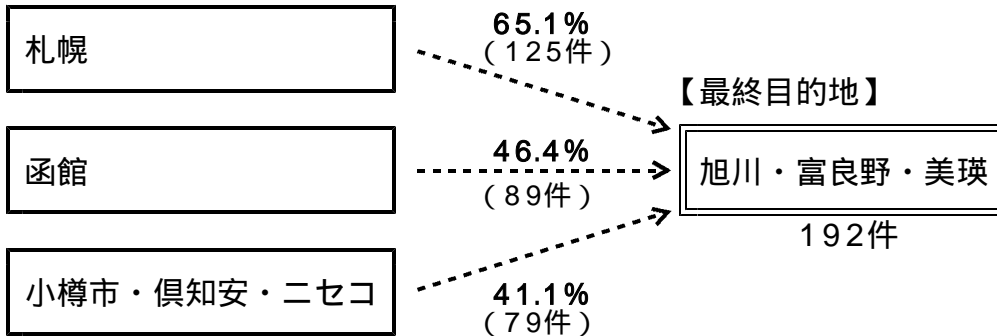 65.1%
(125件)
札幌
【最終目的地】
46.4%
(89件)
函館
旭川・富良野・美瑛
192件
小樽市・倶知安・ニセコ
41.1%
(79件)